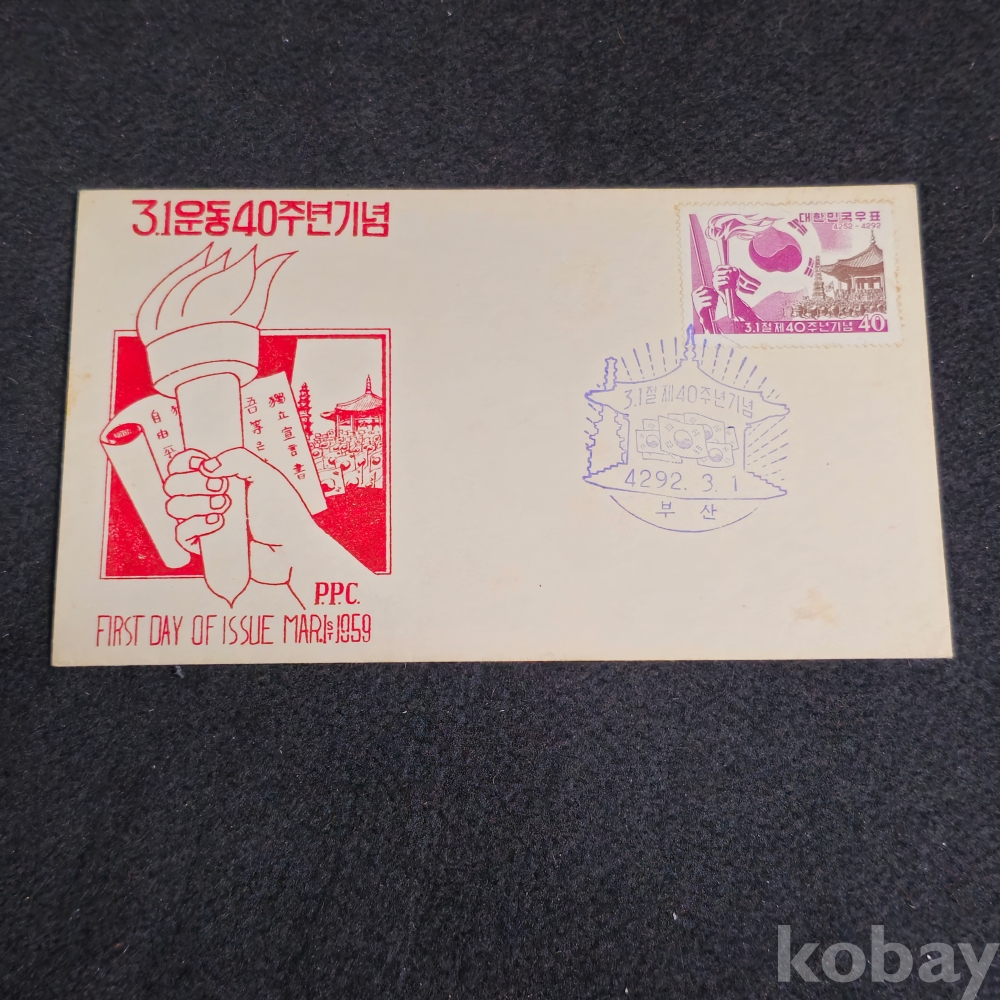 3.1운동40주년기념
대한민국우표
4252-4292
3.1절제40주년기념 40
獨立宣言書
吾等은
自由
P.P.C.
FIRST DAY OF ISSUE MAR.1ST 1959
3.1절제40주년기념
4292.3.1
부산
kobay